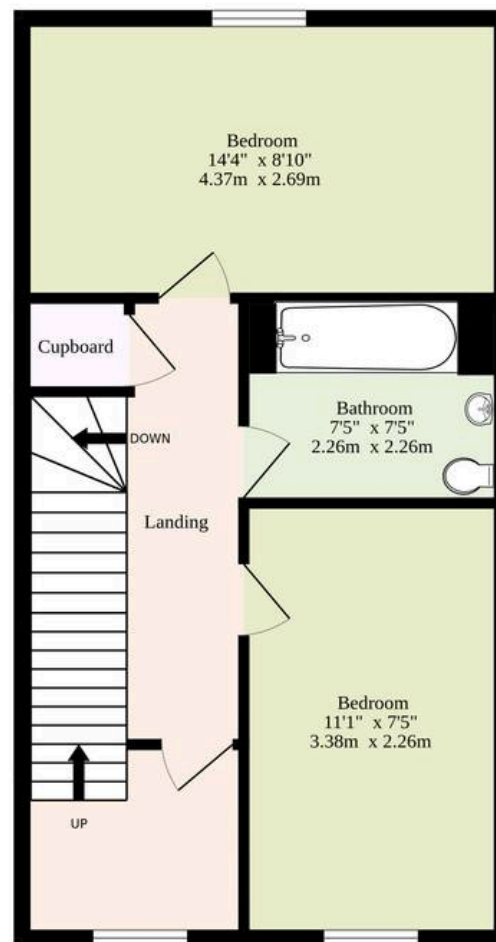 Bedroom
14'4" x 8'10"
4.37m x 2.69m
Cupboard
Bathroom
7'5" x 7'5"
2.26m x 2.26m
DOWN
Landing
Bedroom
11'1" x 7'5"
3.38m x 2.26m
UP